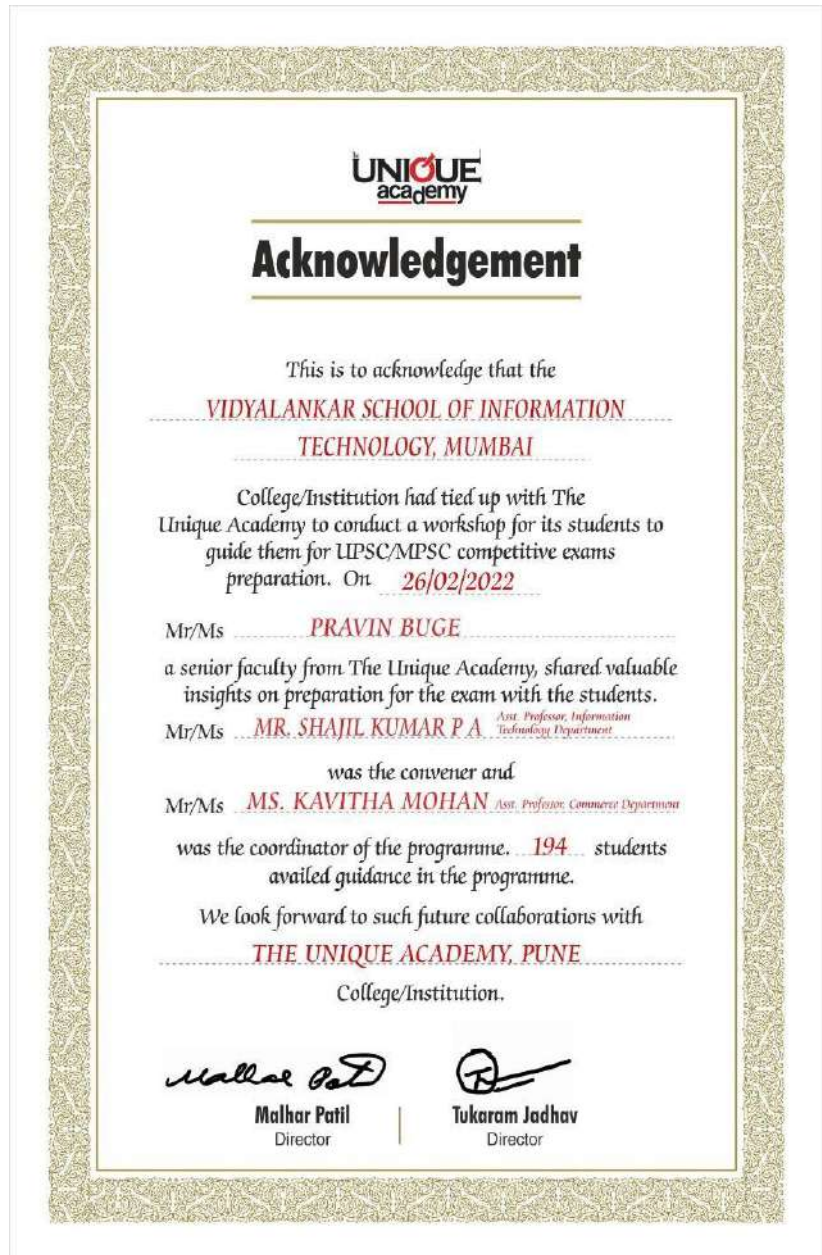 the
UNIQUE
academy
Acknowledgement
This is to acknowledge that the
VIDYALANKAR SCHOOL OF INFORMATION
TECHNOLOGY, MUMBAI
College/Institution had tied up with The
Unique Academy to conduct a workshop for its students to
guide them for UPSC/MPSC competitive exams
preparation. On 26/02/2022
Mr/Ms PRAVIN BUGE
a senior faculty from The Unique Academy, shared valuable
insights on preparation for the exam with the students.
Mr/Ms MR. SHAJIL KUMAR P A Asst. Professor, Information
Technology Department
was the convener and
Mr/Ms MS. KAVITHA MOHAN Asst. Professor, Commerce Department
was the coordinator of the programme. 194 students
availed guidance in the programme.
We look forward to such future collaborations with
THE UNIQUE ACADEMY, PUNE
College/Institution.
Malhar Patil
Malhar Patil
Director
Tukaram Jadhav
Director